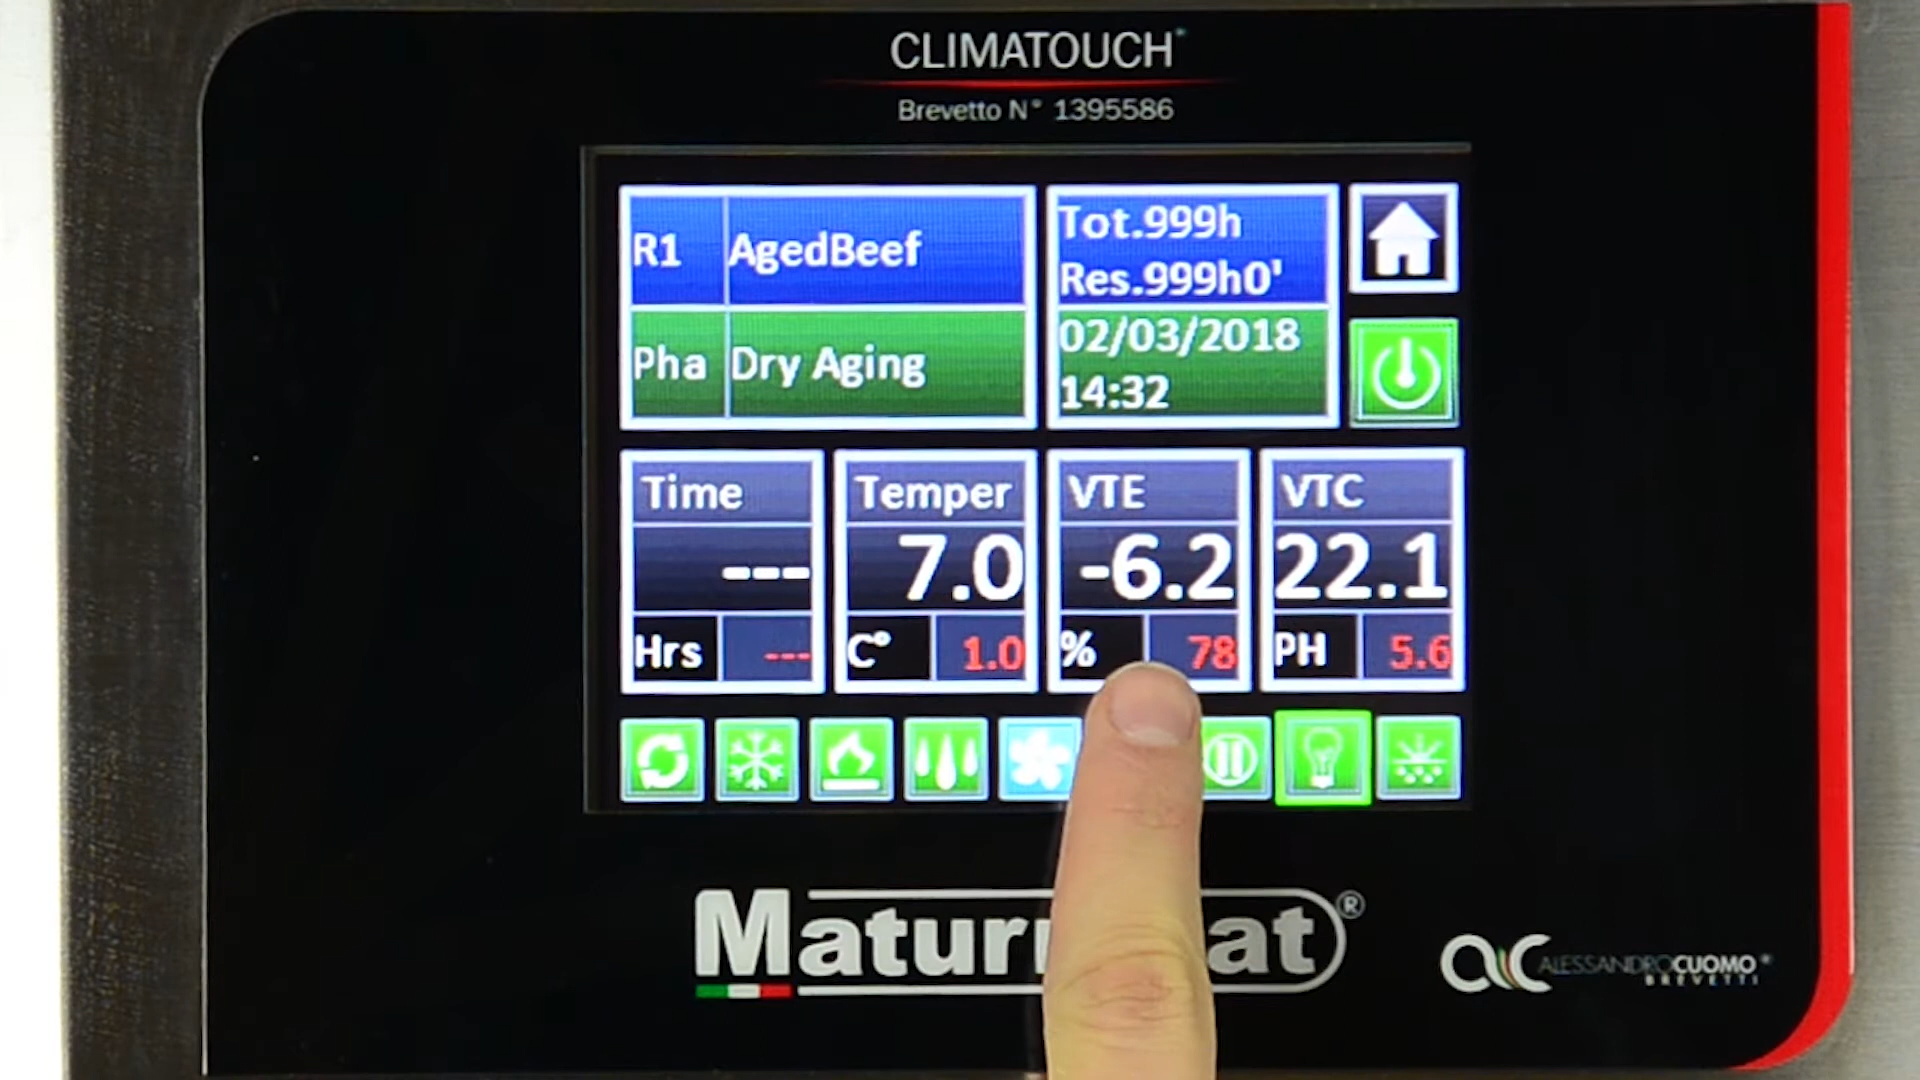 CLIMATOUCH
Brevetto N° 1395586
R1 AgedBeef
Pha Dry Aging
Tot.999h
Res.999h0'
02/03/2018
14:32
Time
---
Hrs ---
Temper
7.0
C° 1.0
VTE
-6.2
% 78
VTC
22.1
PH 5.6
ALESSANDROCUOMO®
BREVETTI